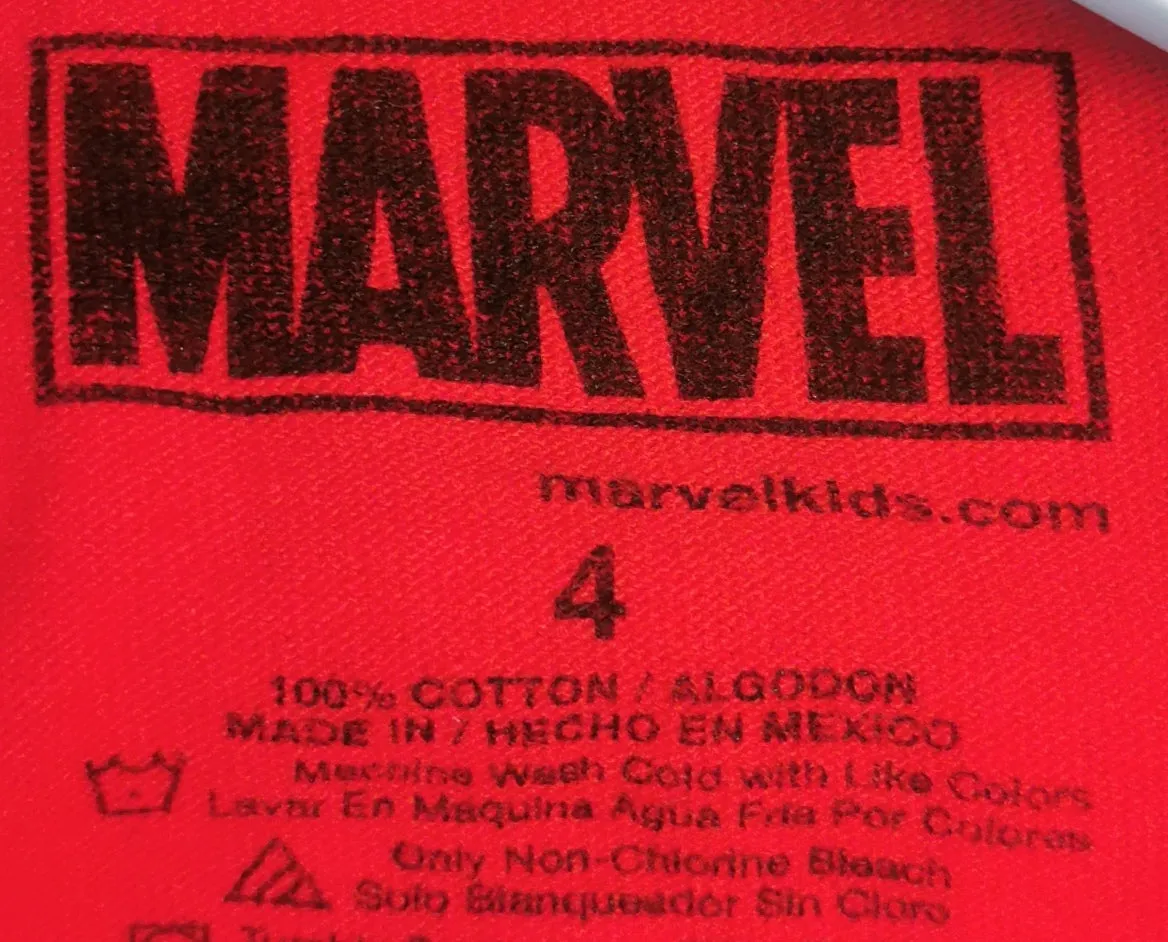 MARVEL
marvelkids.com
4
100% COTTON / ALGODON
MADE IN / HECHO EN MEXICO
Machine Wash Cold with Like Colors
Lavar En Maquina Agua Fria Por Colores
Only Non-Chlorine Bleach
Solo Blanqueador Sin Cloro